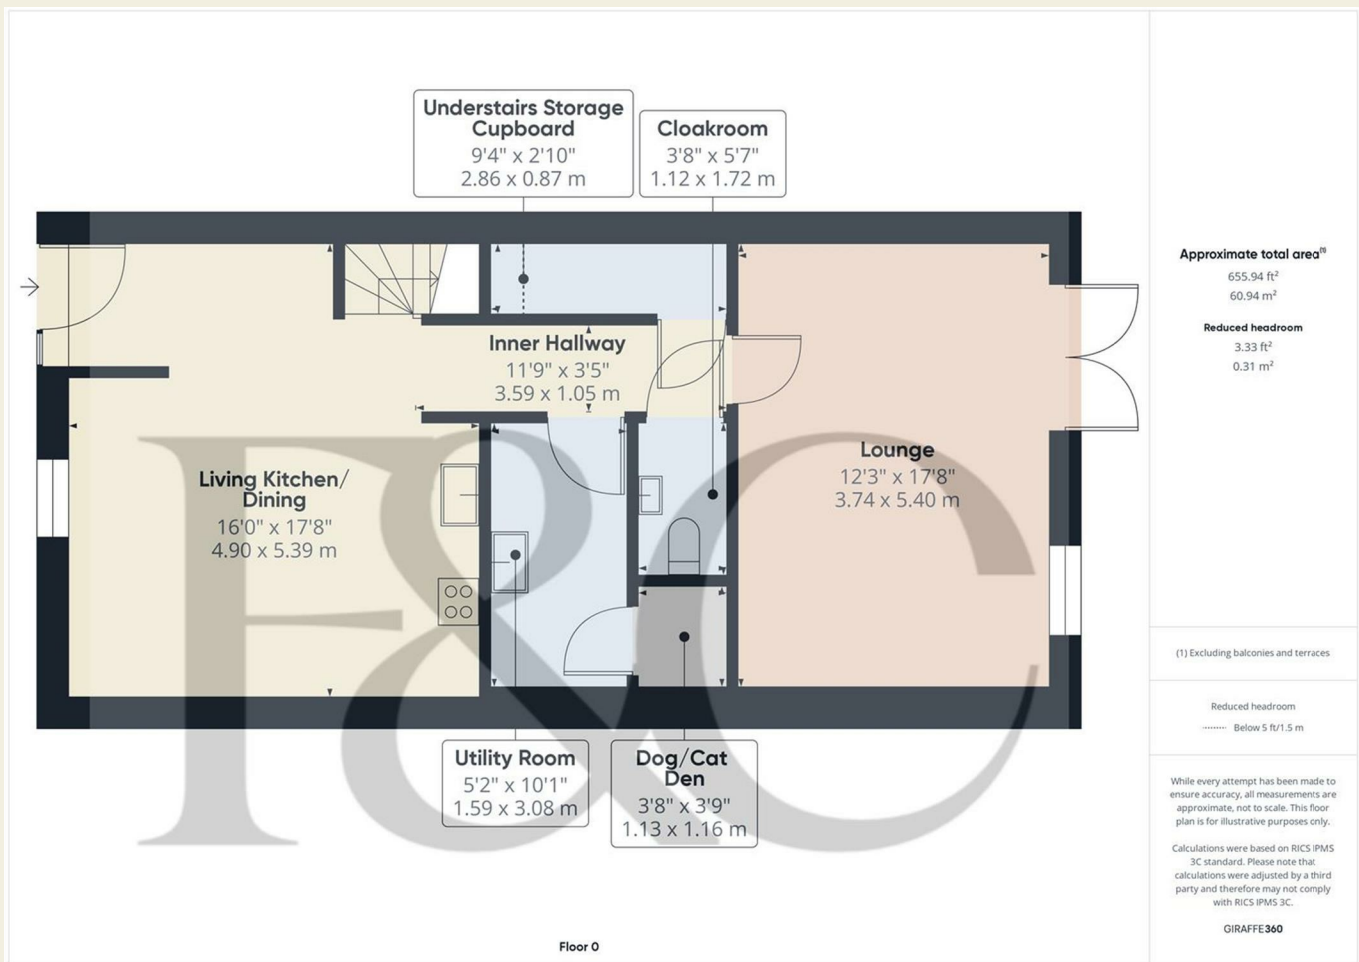 Understairs Storage
Cupboard
9'4" x 2'10"
2.86 x 0.87 m
Cloakroom
3'8" x 5'7"
1.12 x 1.72 m
Inner Hallway
11'9" x 3'5"
3.59 x 1.05 m
Living Kitchen/
Dining
16'0" x 17'8"
4.90 x 5.39 m
Lounge
12'3" x 17'8"
3.74 x 5.40 m
F&C
Utility Room
5'2" x 10'1"
1.59 x 3.08 m
Dog/Cat
Den
3'8" x 3'9"
1.13 x 1.16 m
Floor 0
Approximate total area(1)
655.94 ft²
60.94 m²
Reduced headroom
3.33 ft²
0.31 m²
(1) Excluding balconies and terraces
Reduced headroom
Below 5 ft/1.5 m
While every attempt has been made to
ensure accuracy, all measurements are
approximate, not to scale. This floor
plan is for illustrative purposes only.
Calculations were based on RICS IPMS
3C standard. Please note that
calculations were adjusted by a third
party and therefore may not comply
with RICS IPMS 3C.
GIRAFFE360